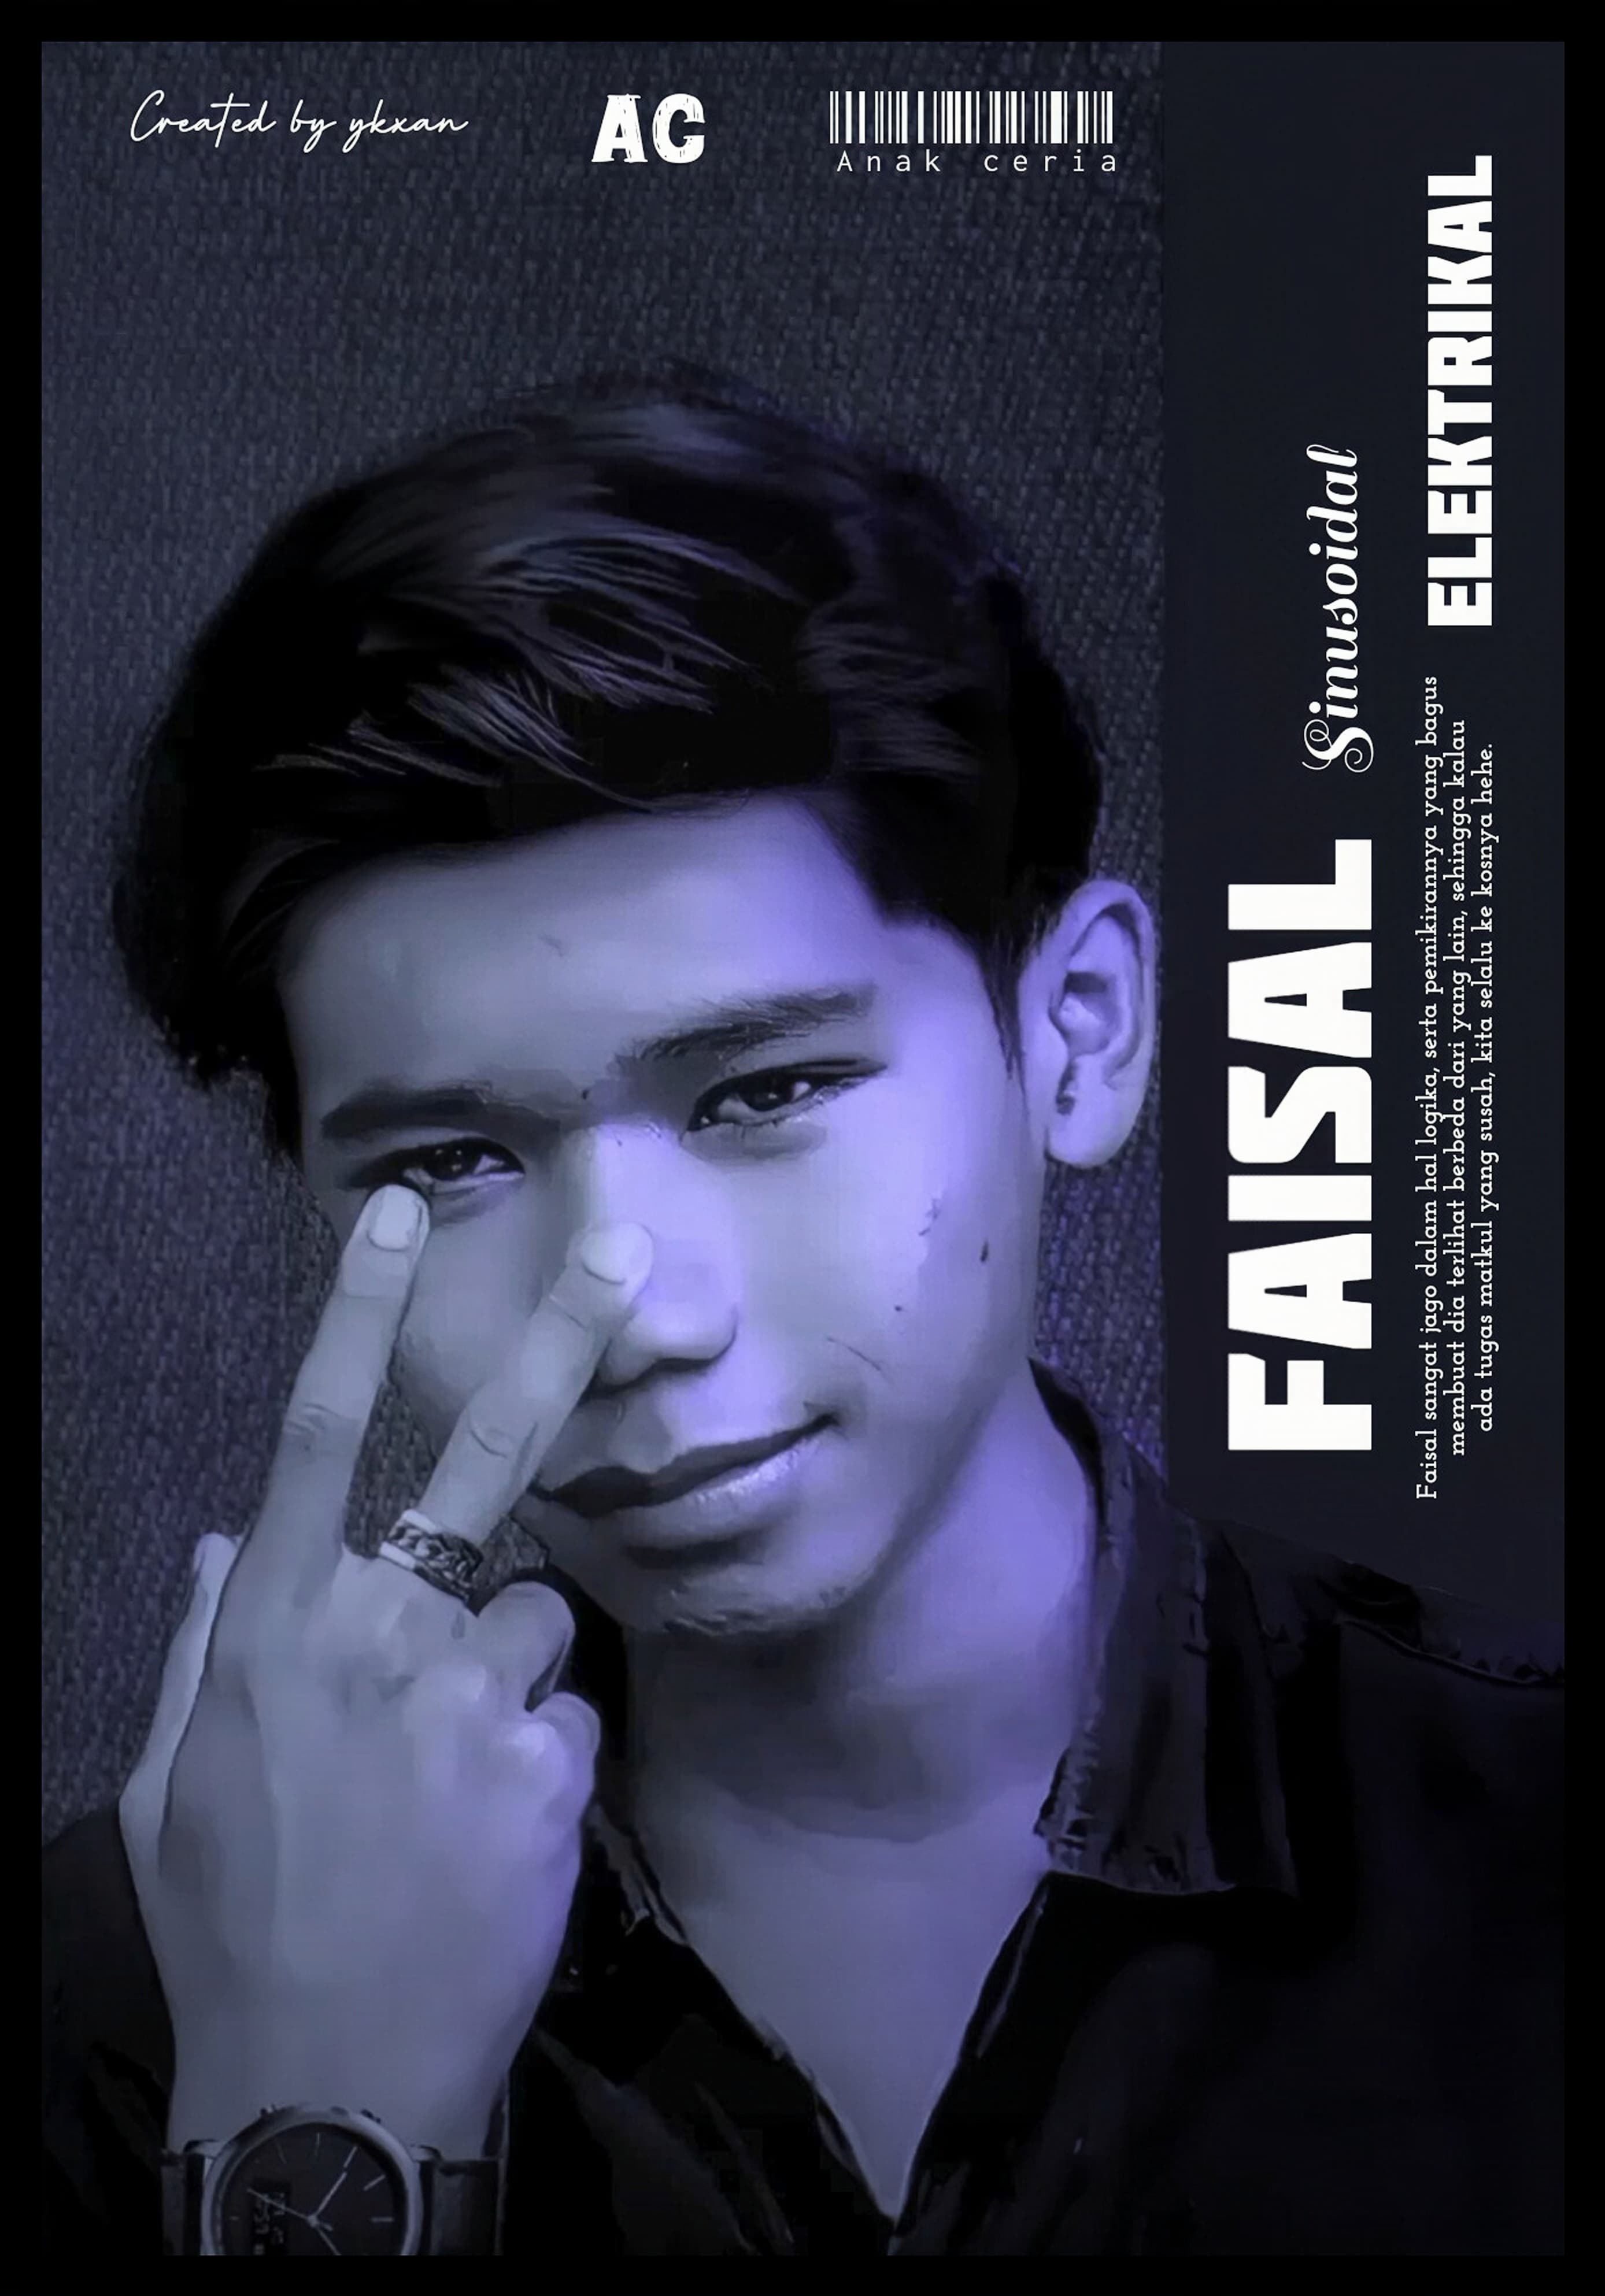 Created by ykxan
AC
Anak ceria
FAISAL
Sinusoidal
ELEKTRIKAL
Faisal sangat jago dalam hal logika, serta pemikirannya yang bagus
membuat dia terlihat berbeda dari yang lain, sehingga kalau
ada tugas matkul yang susah, kita selalu ke kosnya hehe.